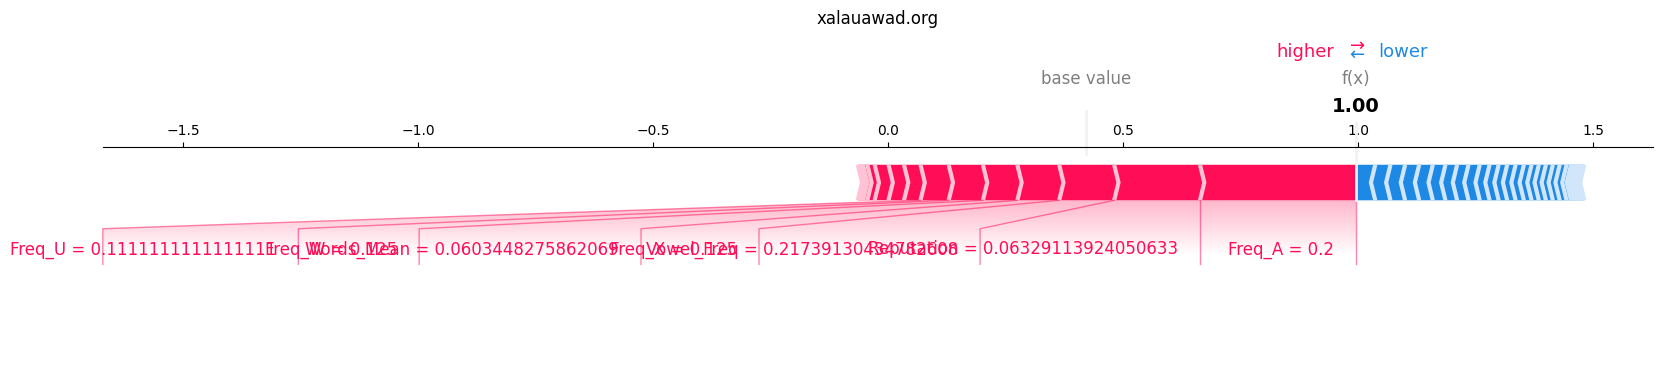 xalauawad.org
higher → ← lower
base value f(x)
1.00
−1.5 −1.0 −0.5 0.0 0.5 1.0 1.5
Freq_U = 0.1111111111111111 Freq_W = 0.125 Words_Mean = 0.0603448275862069 Freq_X = 0.125 Vowel_Freq = 0.21739130434782608 Reputation = 0.06329113924050633 Freq_A = 0.2